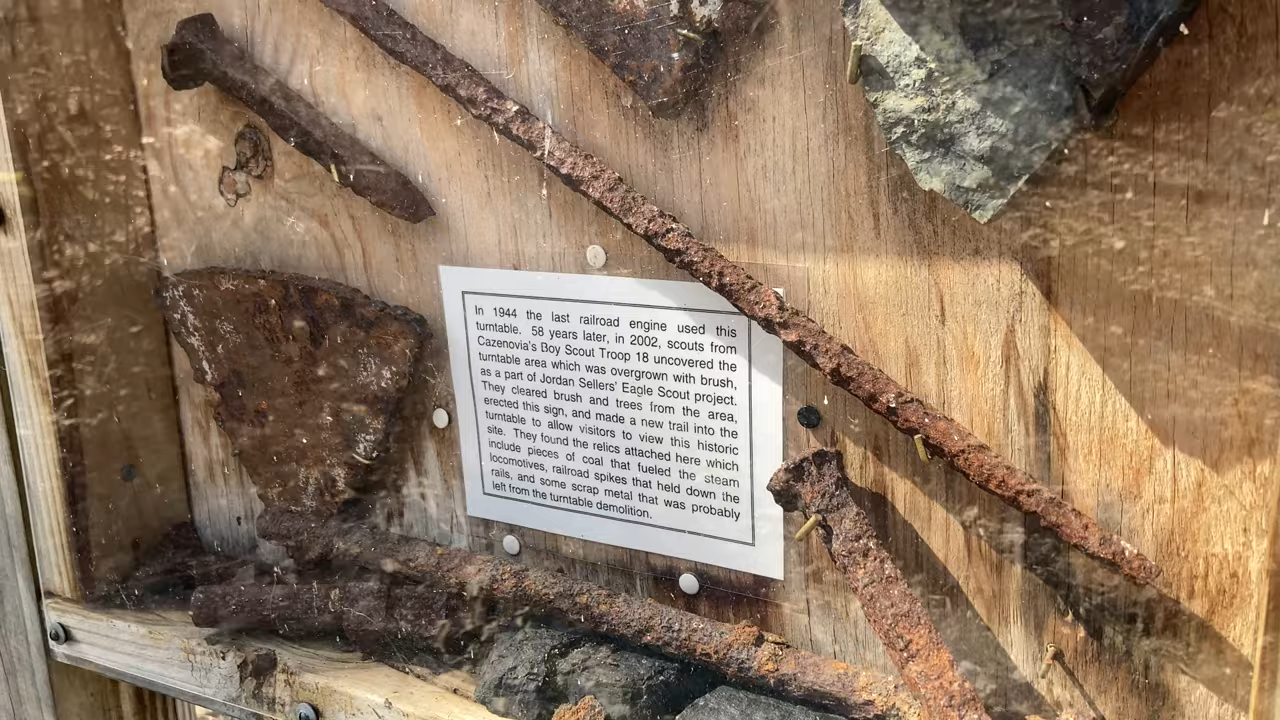 In 1944 the last railroad engine used this
turntable. 58 years later, in 2002, scouts from
Cazenovia's Boy Scout Troop 18 uncovered the
turntable area which was overgrown with brush,
as a part of Jordan Sellers' Eagle Scout project.
They cleared brush and trees from the area,
erected this sign, and made a new trail into the
turntable to allow visitors to view this historic
site. They found the relics attached here which
include pieces of coal that fueled the steam
locomotives, railroad spikes that held down the
rails, and some scrap metal that was probably
left from the turntable demolition.